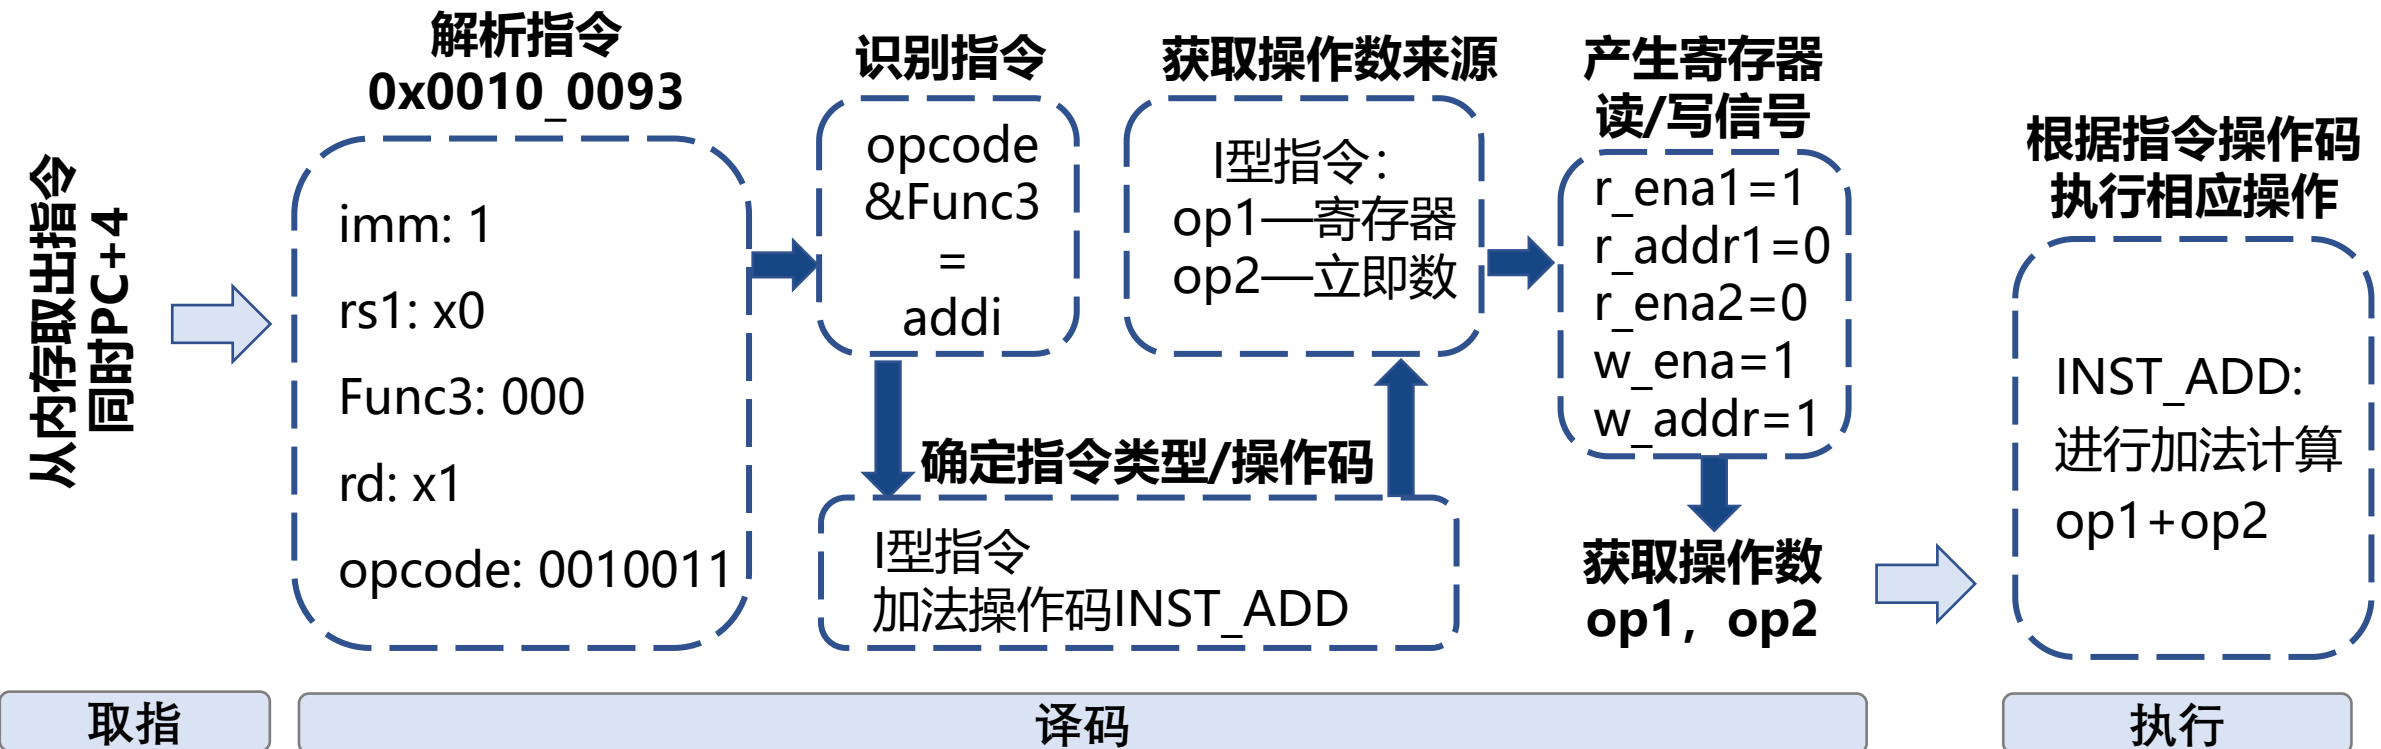 从内存取出指令
同时PC+4
解析指令
0x0010_0093
imm: 1
rs1: x0
Func3: 000
rd: x1
opcode: 0010011
识别指令
opcode
&Func3
=
addi
确定指令类型/操作码
I型指令
加法操作码INST_ADD
获取操作数来源
I型指令：
op1—寄存器
op2—立即数
产生寄存器
读/写信号
r_ena1=1
r_addr1=0
r_ena2=0
w_ena=1
w_addr=1
获取操作数
op1，op2
根据指令操作码
执行相应操作
INST_ADD:
进行加法计算
op1+op2
取指
译码
执行